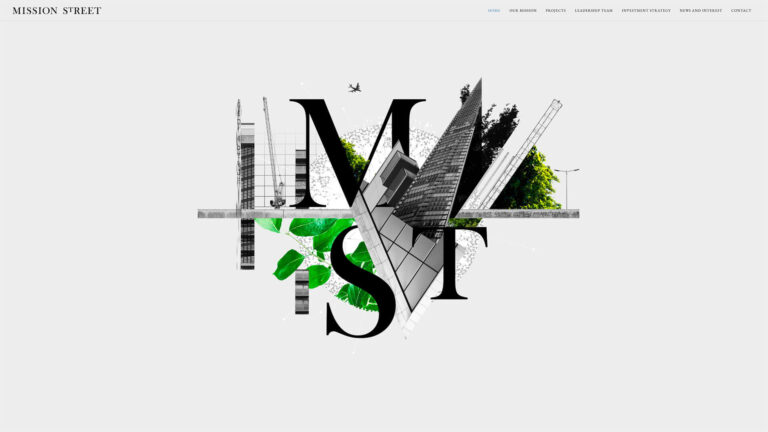 MISSION STREET
HOME OUR MISSION PROJECTS LEADERSHIP TEAM INVESTMENT STRATEGY NEWS AND INTEREST CONTACT
M
ST